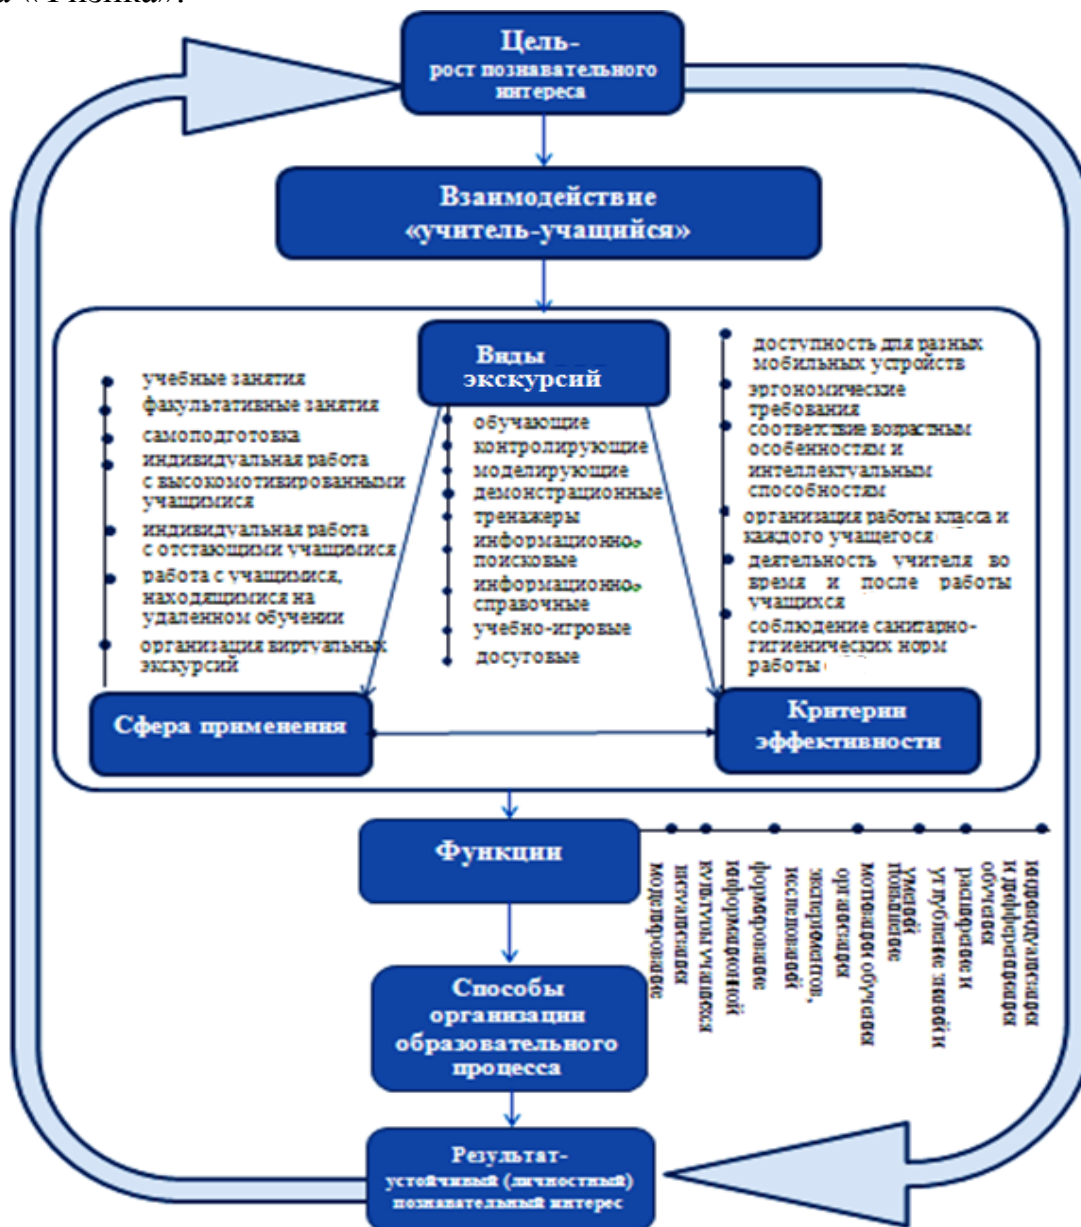 а «Физика».
Цель-
рост познавательного
интереса
Взаимодействие
«учитель-учащийся»
Виды
экскурсий
учебные занятия
факультативные занятия
самоподготовка
индивидуальная работа
с высокомотивированными
учащимися
индивидуальная работа
с отстающими учащимися
работа с учащимися,
находящимися на
удаленном обучении
организация виртуальных
экскурсий
обучающие
контролирующие
моделирующие
демонстрационные
тренажеры
информационно-
поисковые
информационно-
справочные
учебно-игровые
досуговые
доступность для разных
мобильных устройств
эргономические
требования
соответствие возрастным
особенностям и
интеллектуальным
способностям
организация работы класса и
каждого учащегося
деятельность учителя во
время и после работы
учащихся
соблюдение санитарно-
гигиенических норм
работы
Сфера применения
Критерии
эффективности
Функции
моделирование
визуализация
культуры учащихся
информационной
формирование
исследований
экспериментов,
организация
мотивации обучения
повышение
умений
углубление знаний и
расширение и
обучения
и дифференциация
индивидуализация
Способы
организации
образовательного
процесса
Результат-
устойчивый (личностный)
познавательный интерес